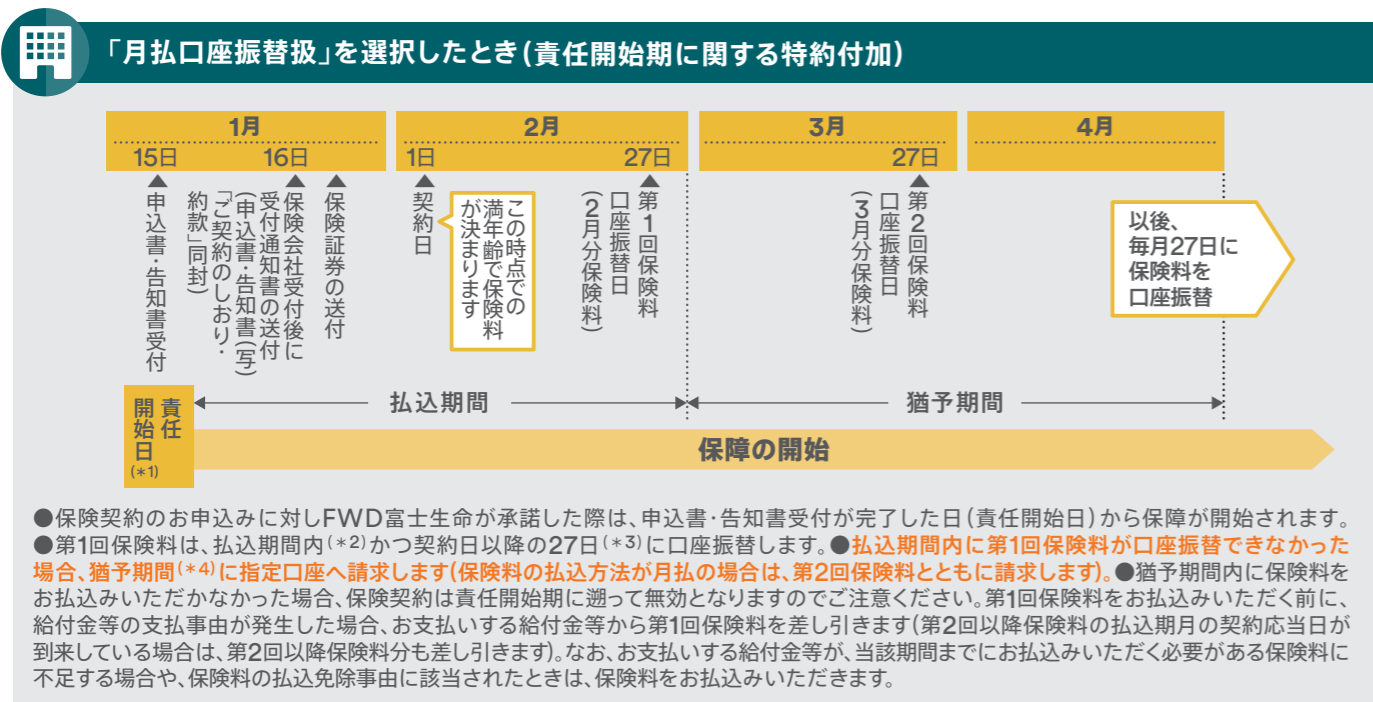 「月払口座振替扱」を選択したとき(責任開始期に関する特約付加)
1月
2月
3月
4月
15日
16日
1日
27日
27日
申込書・告知書受付
保険会社受付後に
受付通知書の送付
(申込書・告知書(写)
「ご契約のしおり・
約款」同封)
保険証券の送付
契約日
この時点での
満年齢で保険料
が決まります
第1回保険料
口座振替日
(2月分保険料)
第2回保険料
口座振替日
(3月分保険料)
以後、
毎月27日に
保険料を
口座振替
責任
開始日
(*1)
払込期間
猶予期間
保障の開始
●保険契約のお申込みに対しFWD富士生命が承諾した際は、申込書・告知書受付が完了した日(責任開始日)から保障が開始されます。
●第1回保険料は、払込期間内(*2)かつ契約日以降の27日(*3)に口座振替します。●払込期間内に第1回保険料が口座振替できなかった
場合、猶予期間(*4)に指定口座へ請求します(保険料の払込方法が月払の場合は、第2回保険料とともに請求します)。●猶予期間内に保険料を
お払込みいただかなかった場合、保険契約は責任開始期に遡って無効となりますのでご注意ください。第1回保険料をお払込みいただく前に、
給付金等の支払事由が発生した場合、お支払いする給付金等から第1回保険料を差し引きます(第2回以降保険料の払込期月の契約応当日が
到来している場合は、第2回以降保険料分も差し引きます)。なお、お支払いする給付金等が、当該期間までにお払込みいただく必要がある保険料に
不足する場合や、保険料の払込免除事由に該当されたときは、保険料をお払込みいただきます。